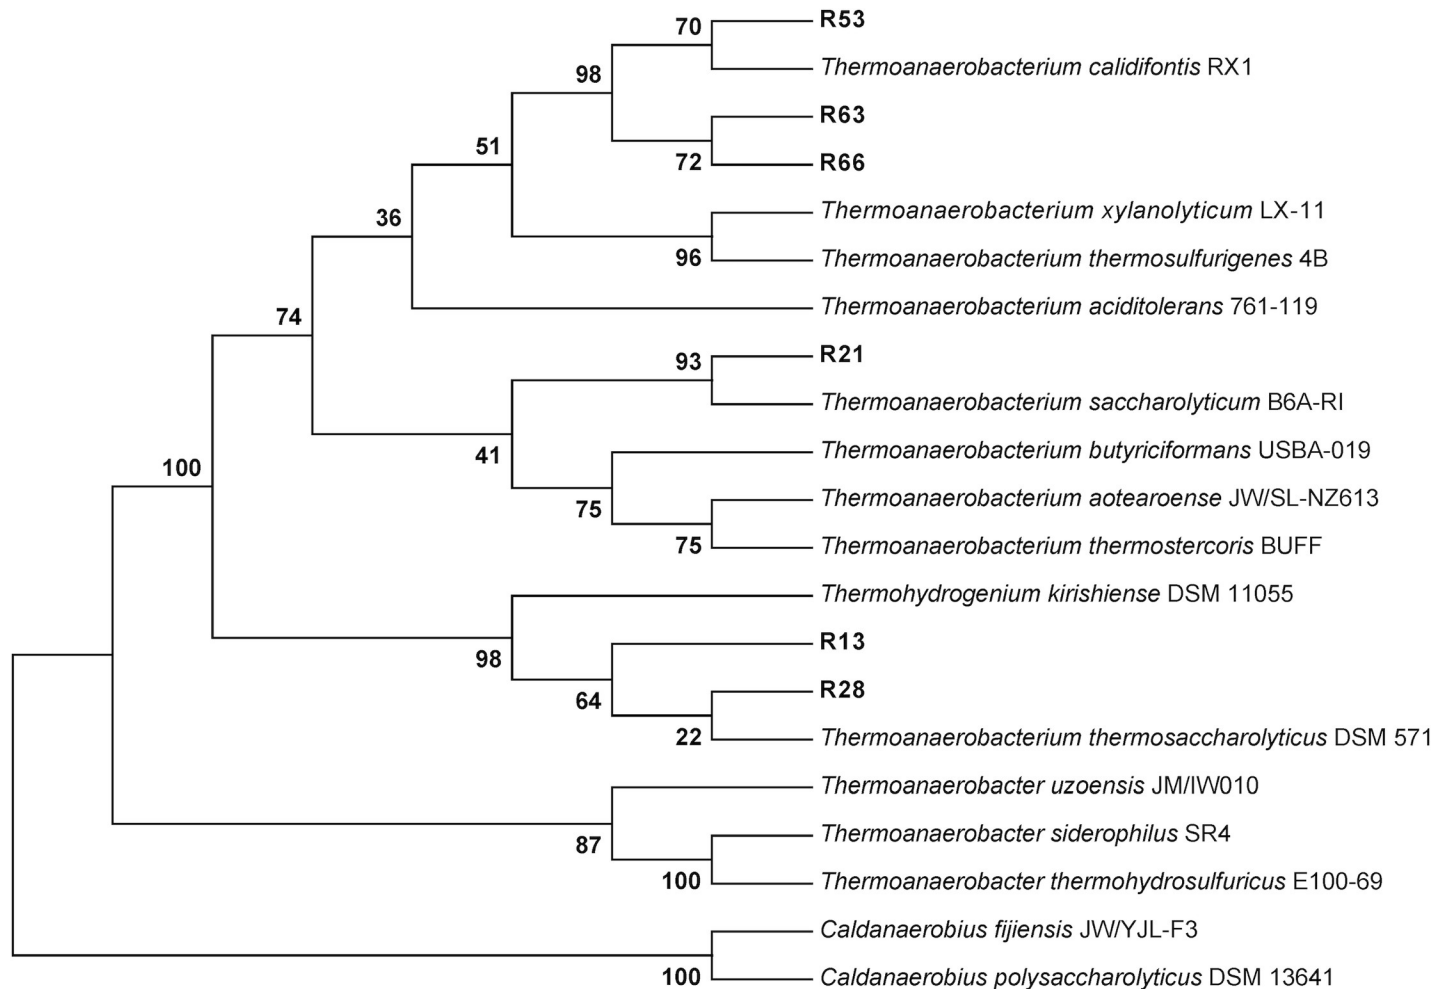 70
R53
Thermoanaerobacterium calidifontis RX1
98
R63
51
72
R66
Thermoanaerobacterium xylanolyticum LX-11
36
96
Thermoanaerobacterium thermosulfurigenes 4B
74
Thermoanaerobacterium aciditolerans 761-119
93
R21
Thermoanaerobacterium saccharolyticum B6A-RI
41
Thermoanaerobacterium butyriciformans USBA-019
100
75
Thermoanaerobacterium aotearoense JW/SL-NZ613
75
Thermoanaerobacterium thermostercoris BUFF
Thermohydrogenium kirishiense DSM 11055
98
R13
64
R28
22
Thermoanaerobacterium thermosaccharolyticus DSM 571
Thermoanaerobacter uzoensis JM/IW010
87
Thermoanaerobacter siderophilus SR4
100
Thermoanaerobacter thermohydrosulfuricus E100-69
Caldanaerobius fijiensis JW/YJL-F3
100
Caldanaerobius polysaccharolyticus DSM 13641